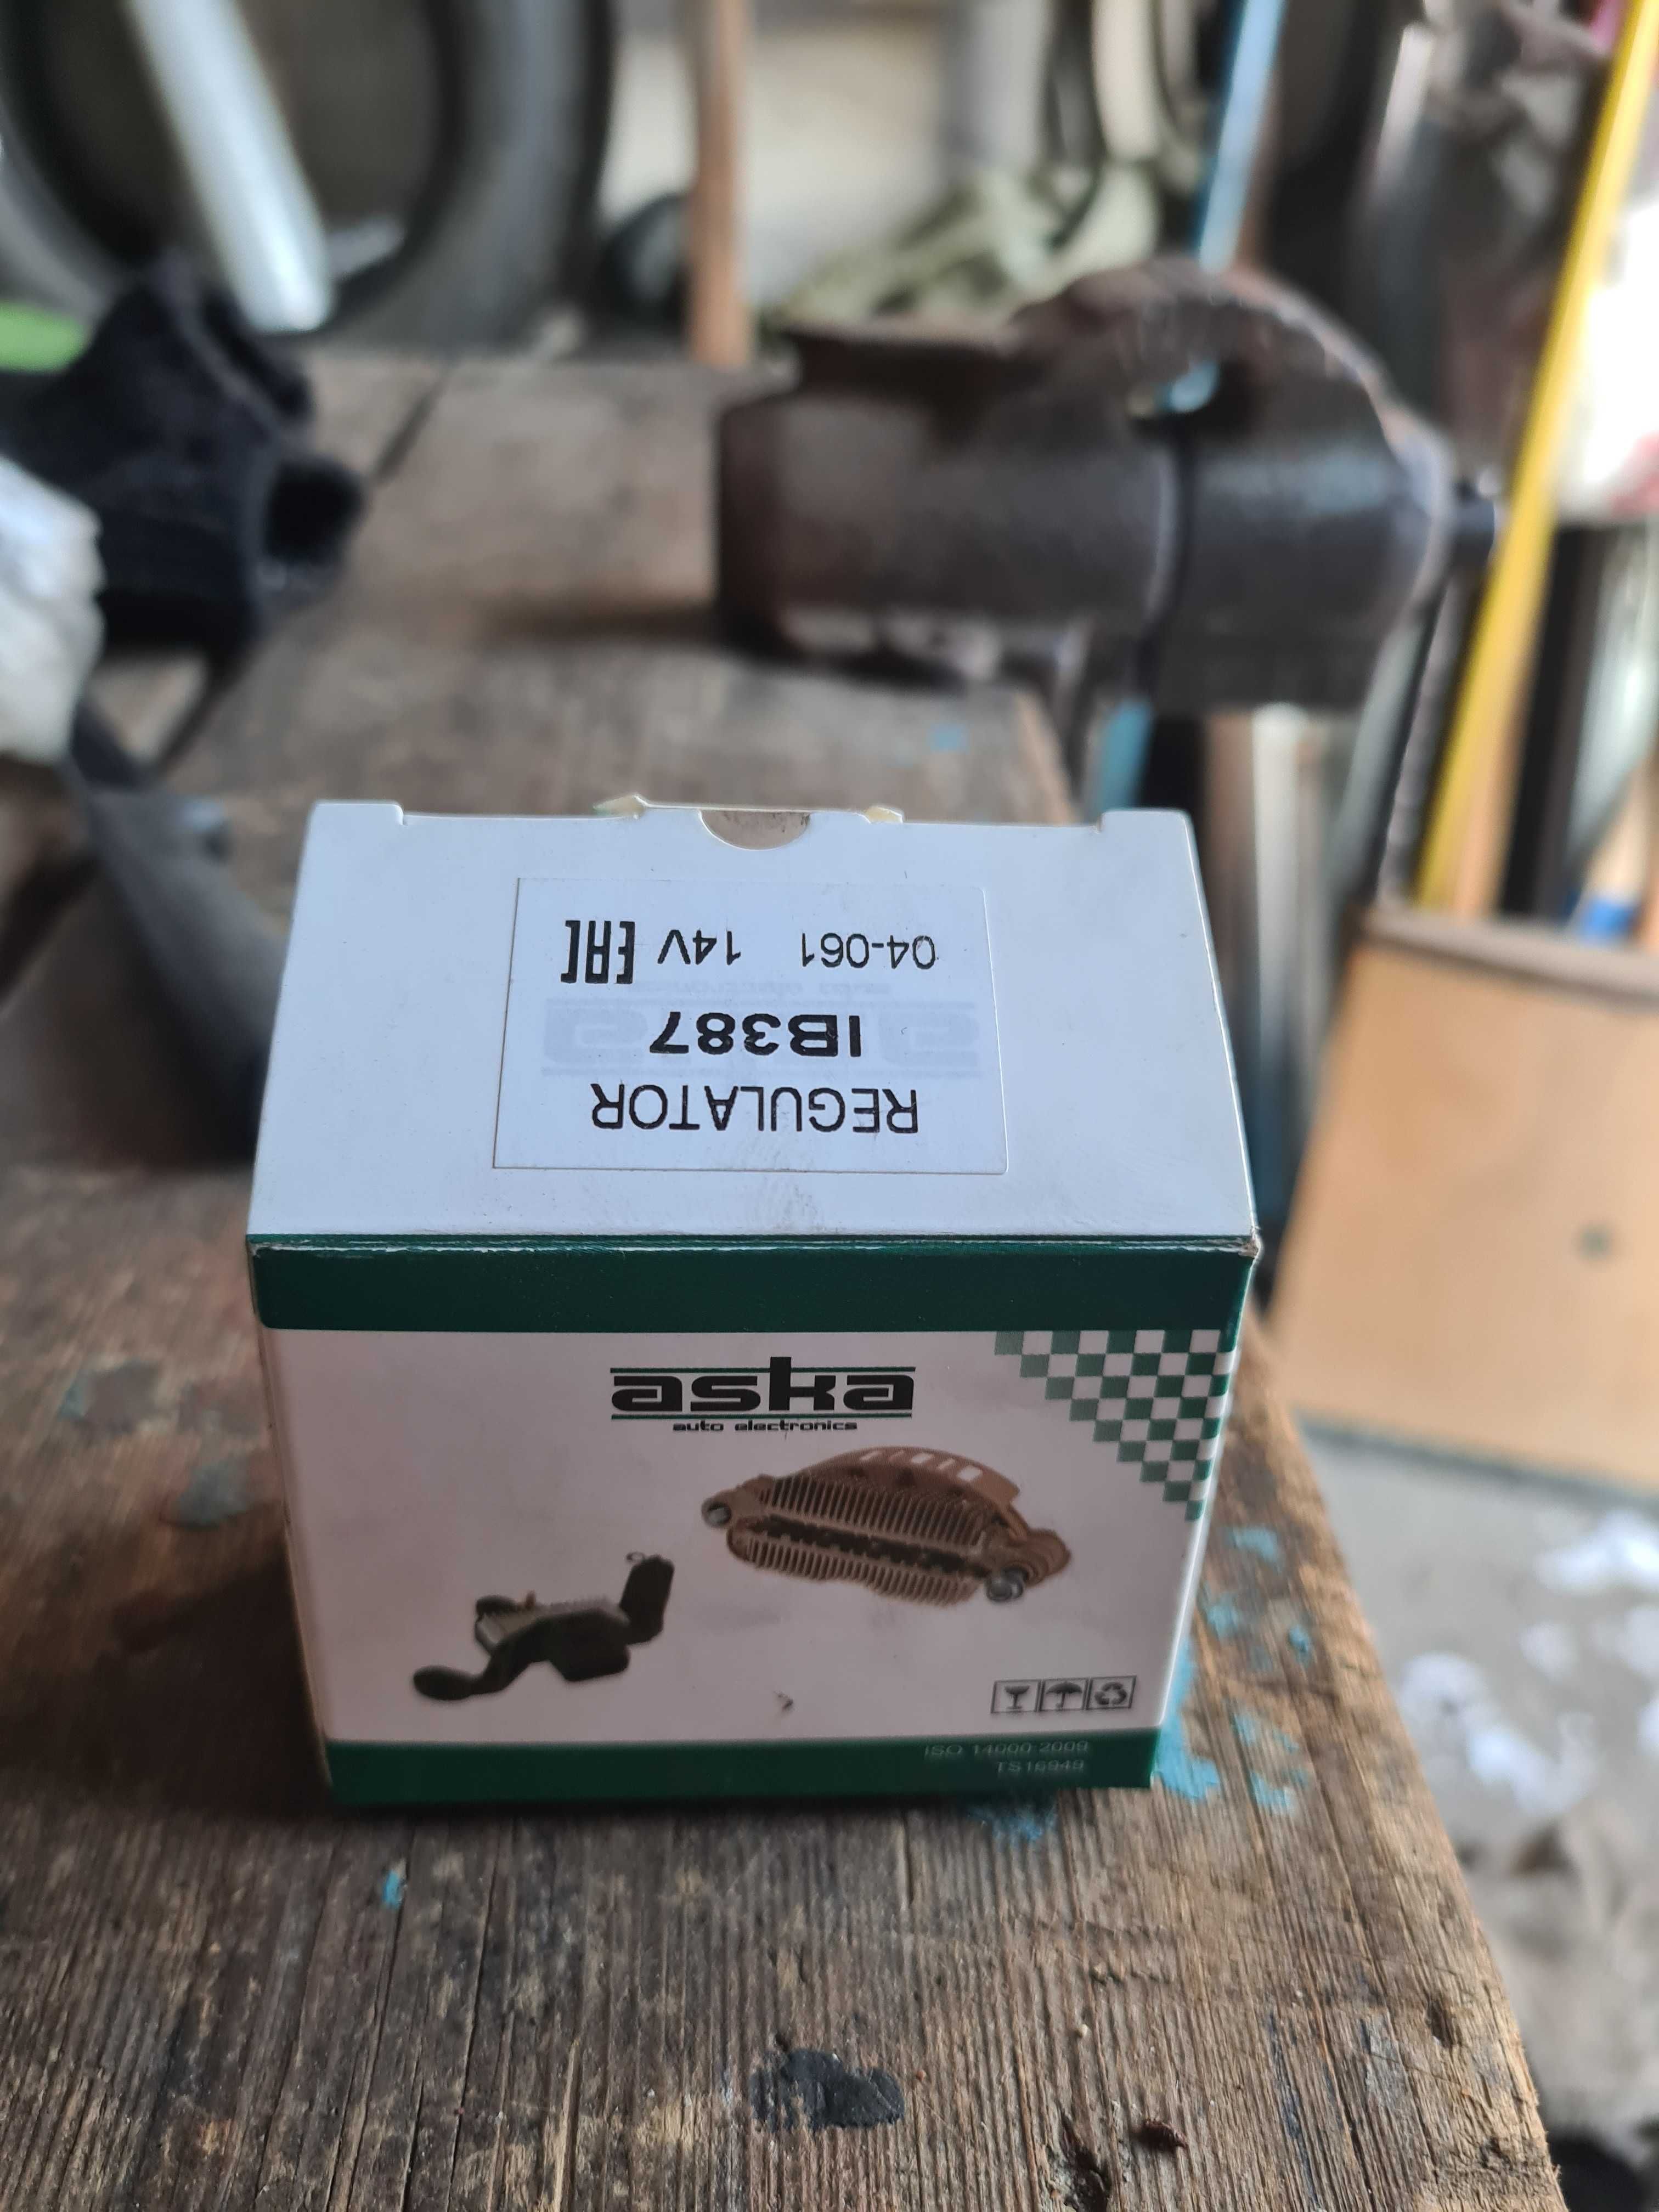 REGULATOR
IB387
04-061 14V EAC
aska
auto electronics
ISO 14000-2009
TS16949